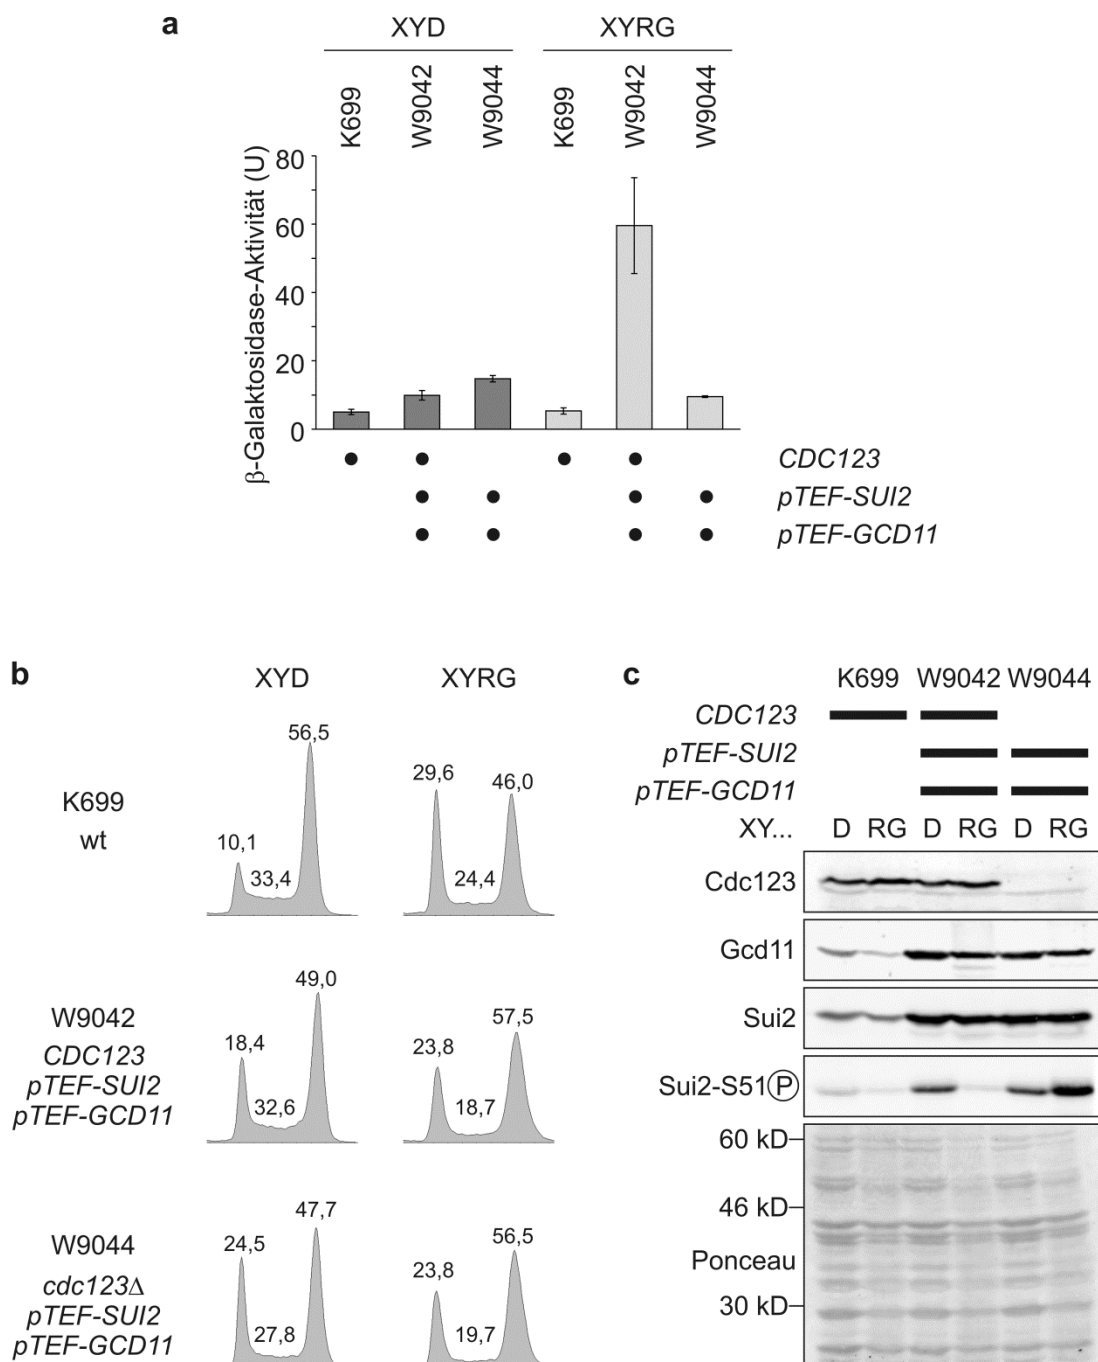 a
XYD XYRG
K699 W9042 W9044 K699 W9042 W9044
β-Galaktosidase-Aktivität (U)
80
60
40
20
0
CDC123
pTEF-SUI2
pTEF-GCD11
b
XYD XYRG
K699
wt
10,1 33,4 56,5
29,6 24,4 46,0
W9042
CDC123
pTEF-SUI2
pTEF-GCD11
18,4 32,6 49,0
23,8 18,7 57,5
W9044
cdc123Δ
pTEF-SUI2
pTEF-GCD11
24,5 27,8 47,7
23,8 19,7 56,5
c
K699 W9042 W9044
CDC123
pTEF-SUI2
pTEF-GCD11
XY... D RG D RG D RG
Cdc123
Gcd11
Sui2
Sui2-S51Ⓟ
60 kD
46 kD
Ponceau
30 kD